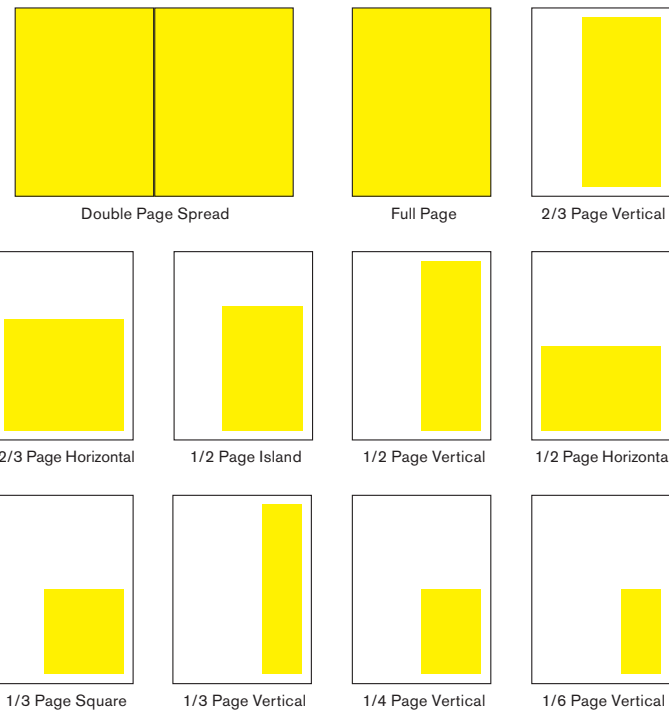 Double Page Spread
Full Page
2/3 Page Vertical
2/3 Page Horizontal
1/2 Page Island
1/2 Page Vertical
1/2 Page Horizonta
1/3 Page Square
1/3 Page Vertical
1/4 Page Vertical
1/6 Page Vertical